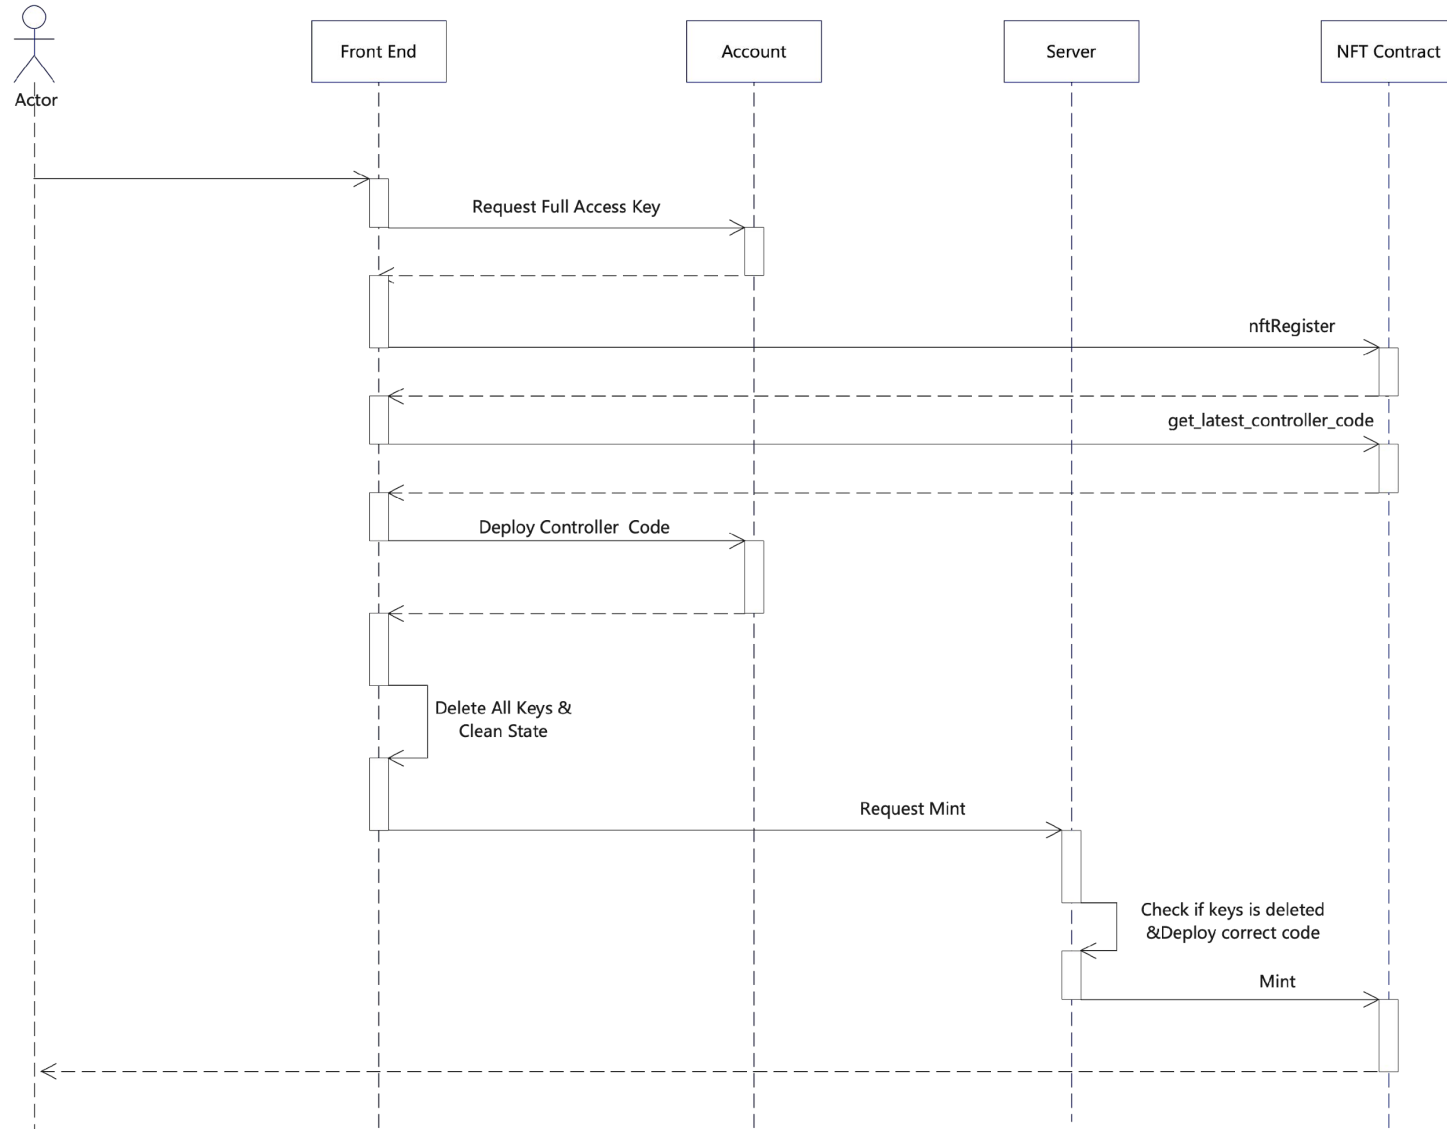 Front End
Account
Server
NFT Contract
Actor
Request Full Access Key
nftRegister
get_latest_controller_code
Deploy Controller  Code
Delete All Keys &
Clean State
Request Mint
Check if keys is deleted
&Deploy correct code
Mint